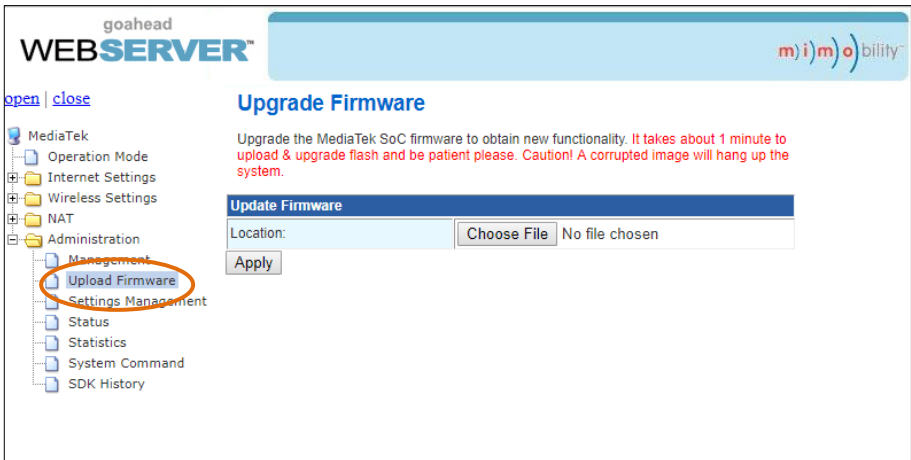 goahead
WEBSERVER™
m)i)m)o)bility™
open | close
MediaTek
Operation Mode
Internet Settings
Wireless Settings
NAT
Administration
Management
Upload Firmware
Settings Management
Status
Statistics
System Command
SDK History
Upgrade Firmware
Upgrade the MediaTek SoC firmware to obtain new functionality. It takes about 1 minute to
upload & upgrade flash and be patient please. Caution! A corrupted image will hang up the
system.
Update Firmware
Location: Choose File No file chosen
Apply